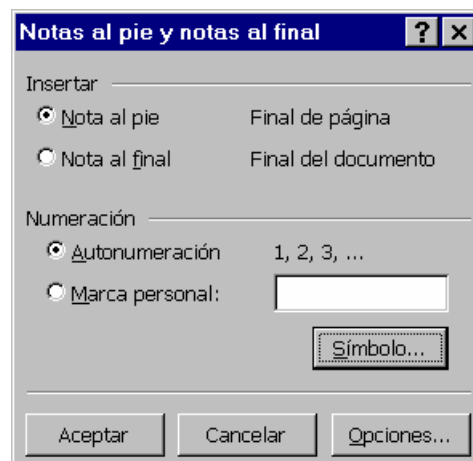 Notas al pie y notas al final ? ×
Insertar
Nota al pie Final de página
Nota al final Final del documento
Numeración
Autonumeración 1, 2, 3, ...
Marca personal:
Símbolo...
Aceptar Cancelar Opciones...